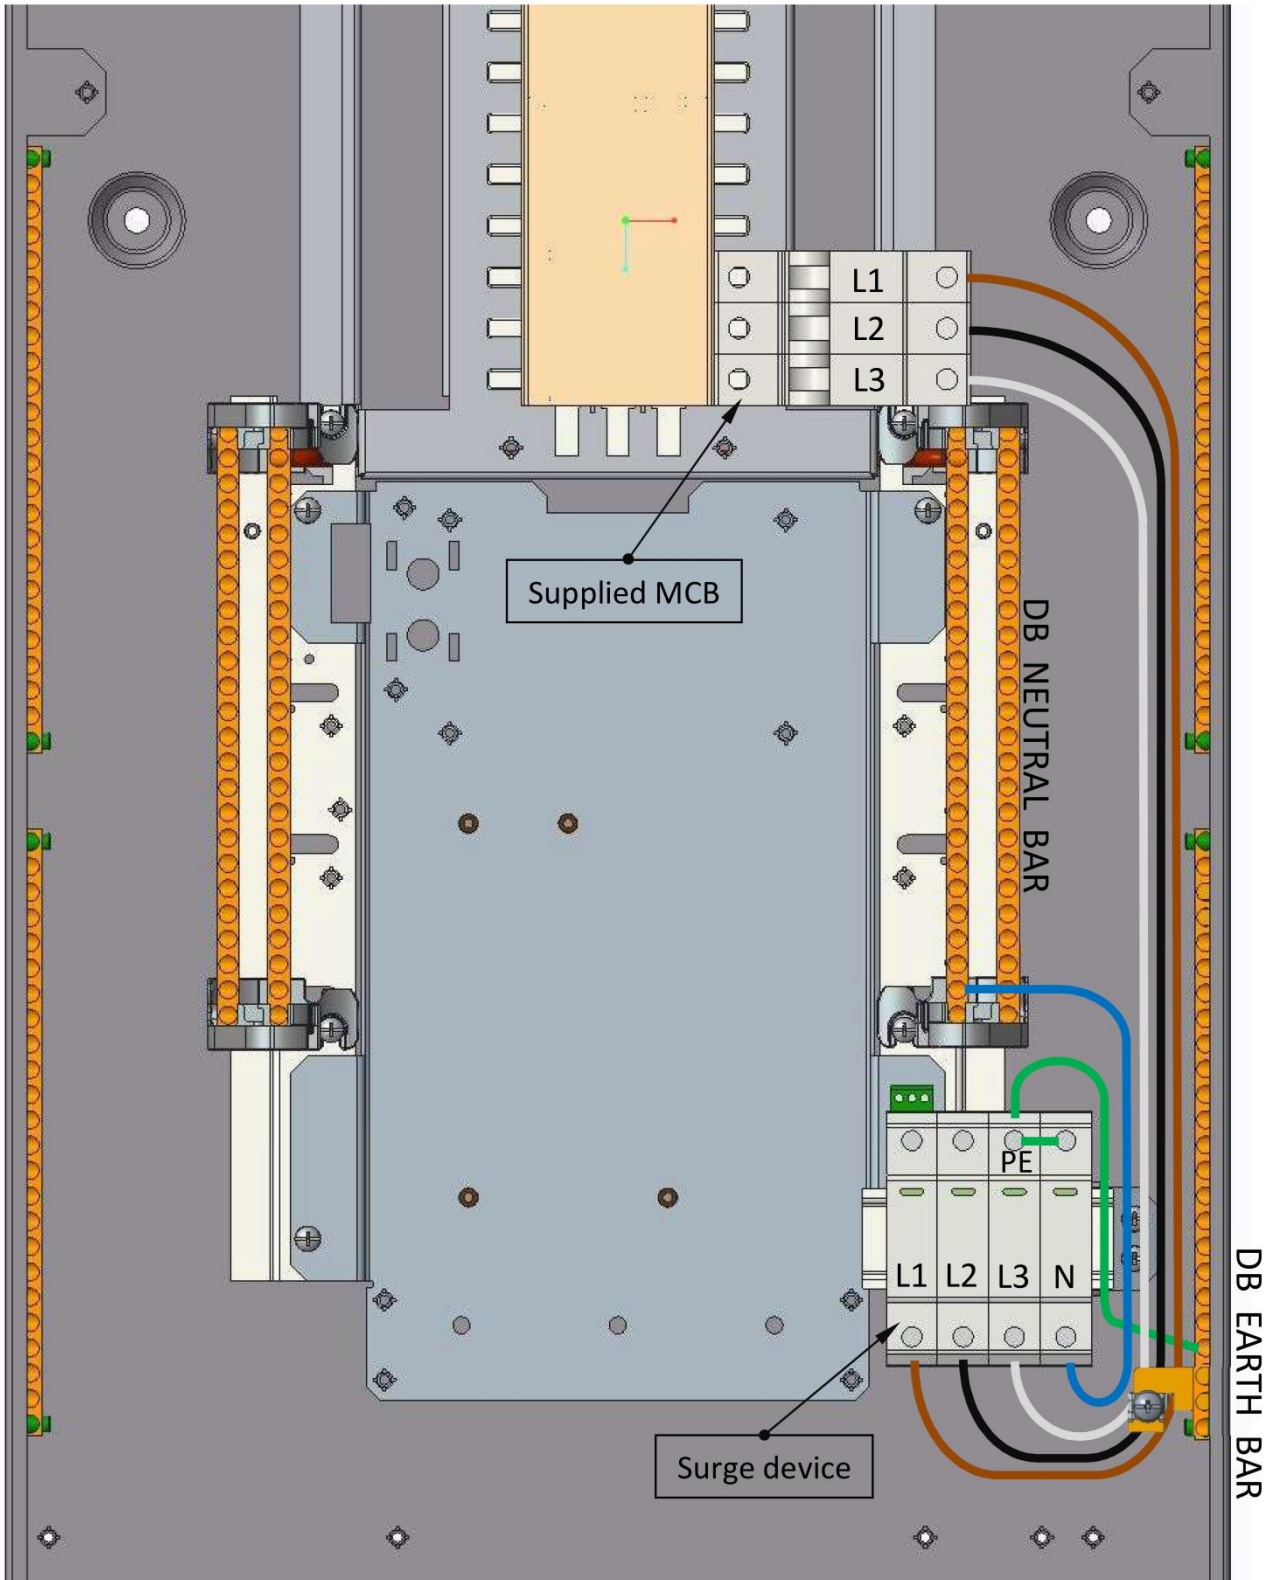 L1
L2
L3
Supplied MCB
DB NEUTRAL BAR
PE
L1 L2 L3 N
DB EARTH BAR
Surge device